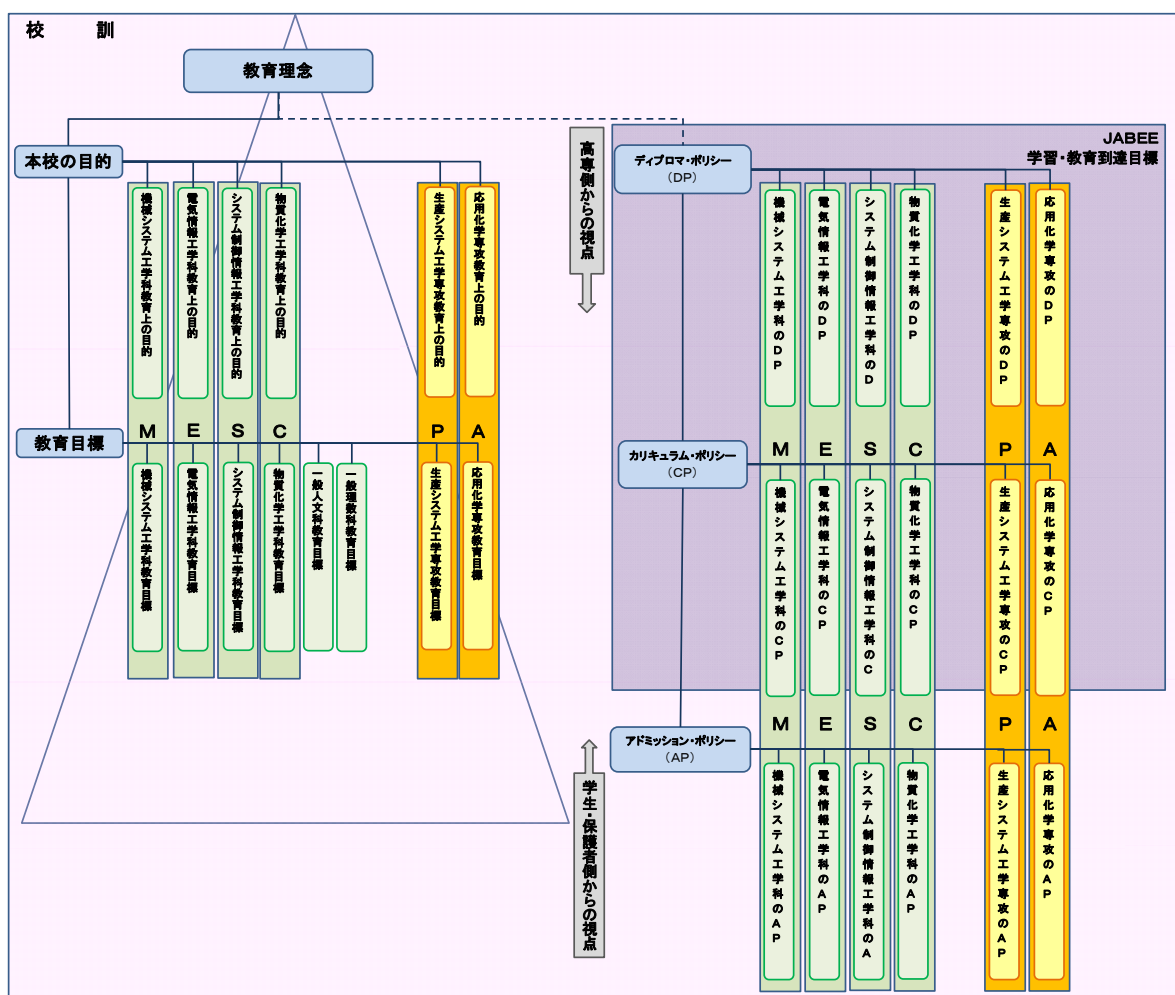 校　訓
教育理念
本校の目的
機械システム工学科教育上の目的
電気情報工学科教育上の目的
システム制御情報工学科教育上の目的
物質化学工学科教育上の目的
生産システム工学専攻教育上の目的
応用化学専攻教育上の目的
M
E
S
C
P
A
教育目標
機械システム工学科教育目標
電気情報工学科教育目標
システム制御情報工学科教育目標
物質化学工学科教育目標
一般人文科教育目標
一般理数科教育目標
生産システム工学専攻教育目標
応用化学専攻教育目標
高専側からの視点
学生・保護者側からの視点
JABEE
学習・教育到達目標
ディプロマ・ポリシー
（DP）
機械システム工学科のDP
電気情報工学科のDP
システム制御情報工学科のD
物質化学工学科のDP
生産システム工学専攻のDP
応用化学専攻のDP
M
E
S
C
P
A
カリキュラム・ポリシー
（CP）
機械システム工学科のCP
電気情報工学科のCP
システム制御情報工学科のC
物質化学工学科のCP
生産システム工学専攻のCP
応用化学専攻のCP
M
E
S
C
P
A
アドミッション・ポリシー
（AP）
機械システム工学科のAP
電気情報工学科のAP
システム制御情報工学科のA
物質化学工学科のAP
生産システム工学専攻のAP
応用化学専攻のAP